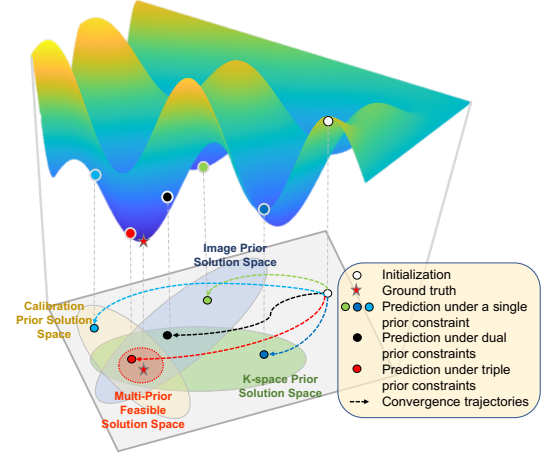 Image Prior
Solution Space
Calibration
Prior Solution
Space
K-space Prior
Solution Space
Multi-Prior
Feasible
Solution Space
Initialization
Ground truth
Prediction under a single
prior constraint
Prediction under dual
prior constraints
Prediction under triple
prior constraints
Convergence trajectories